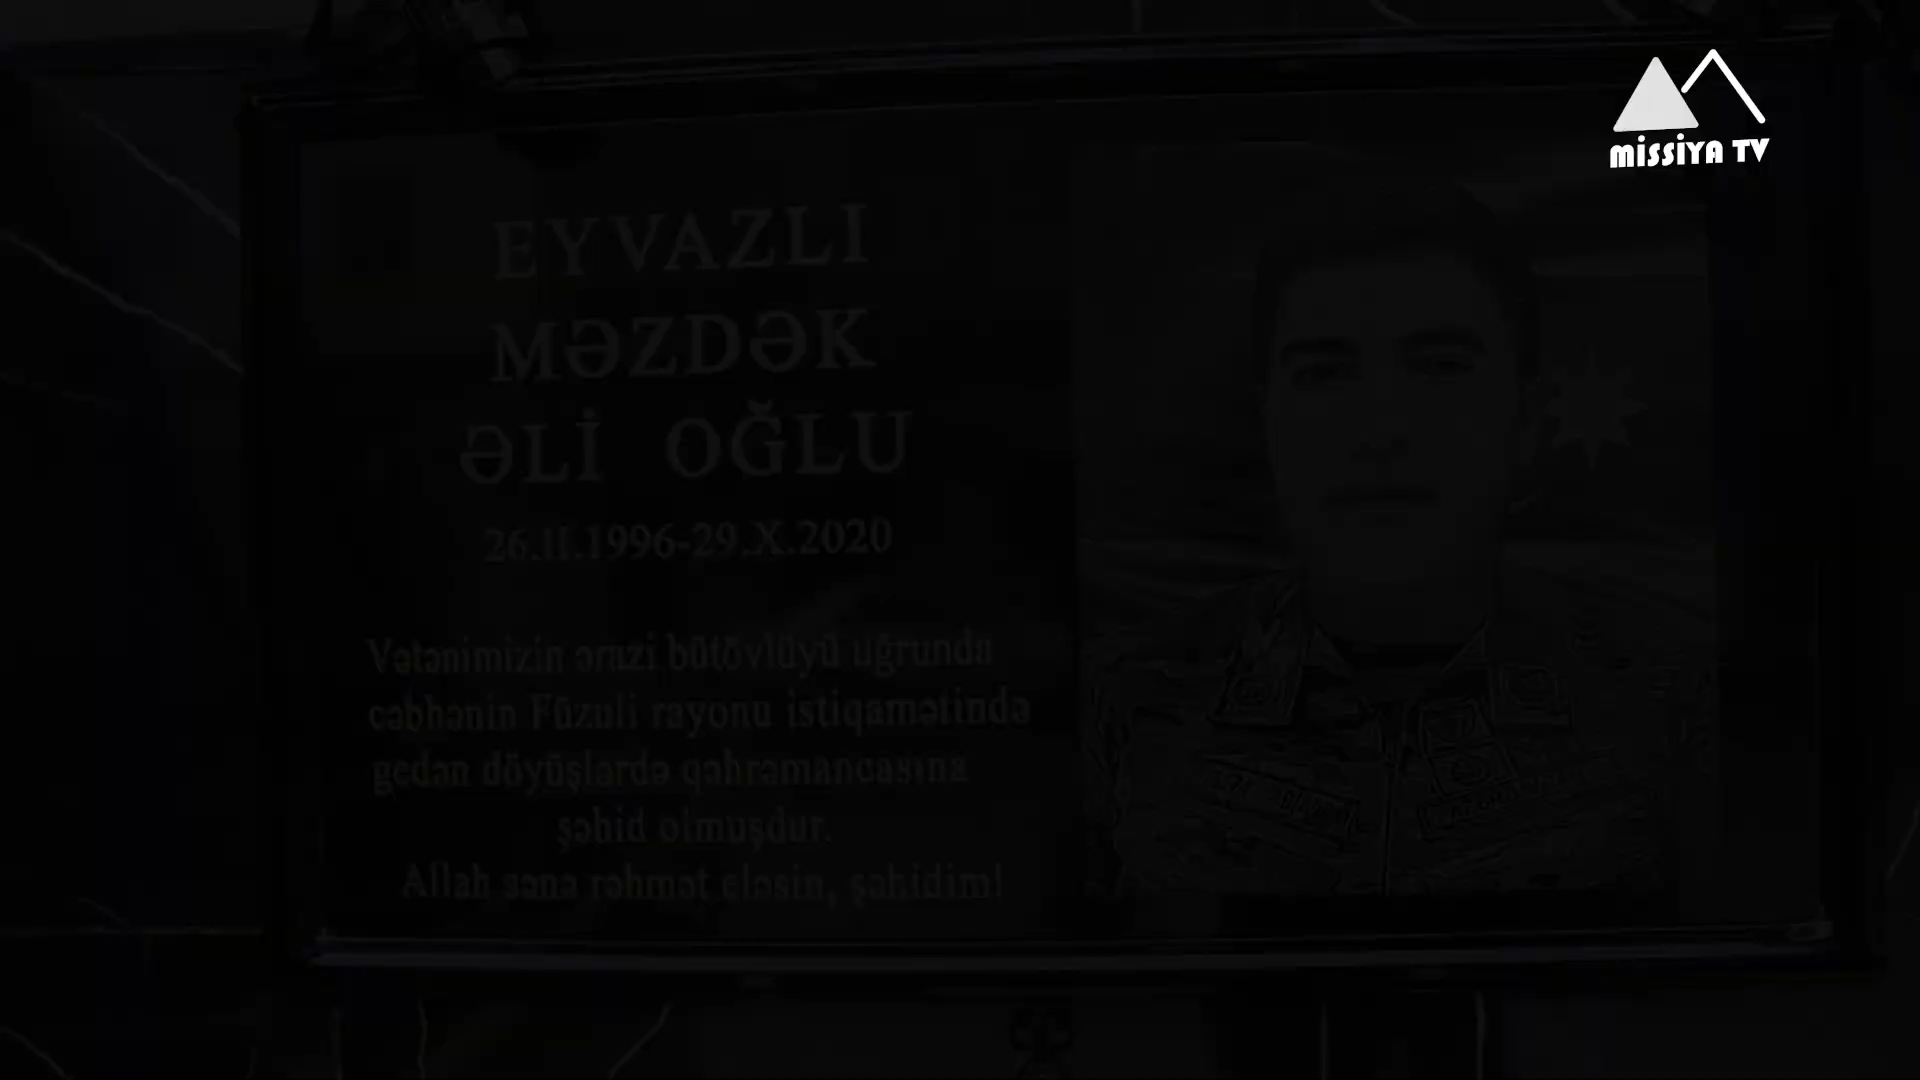 missiYA TV
EYVAZLI
MƏZDƏK
ƏLİ OĞLU
26.II.1996-29.X.2020
Vətənimizin ərazi bütövlüyü uğrunda
cəbhənin Füzuli rayonu istiqamətində
gedən döyüşlərdə qəhrəmancasına
şəhid olmuşdur.
Allah sənə rəhmət eləsin, şəhidim!